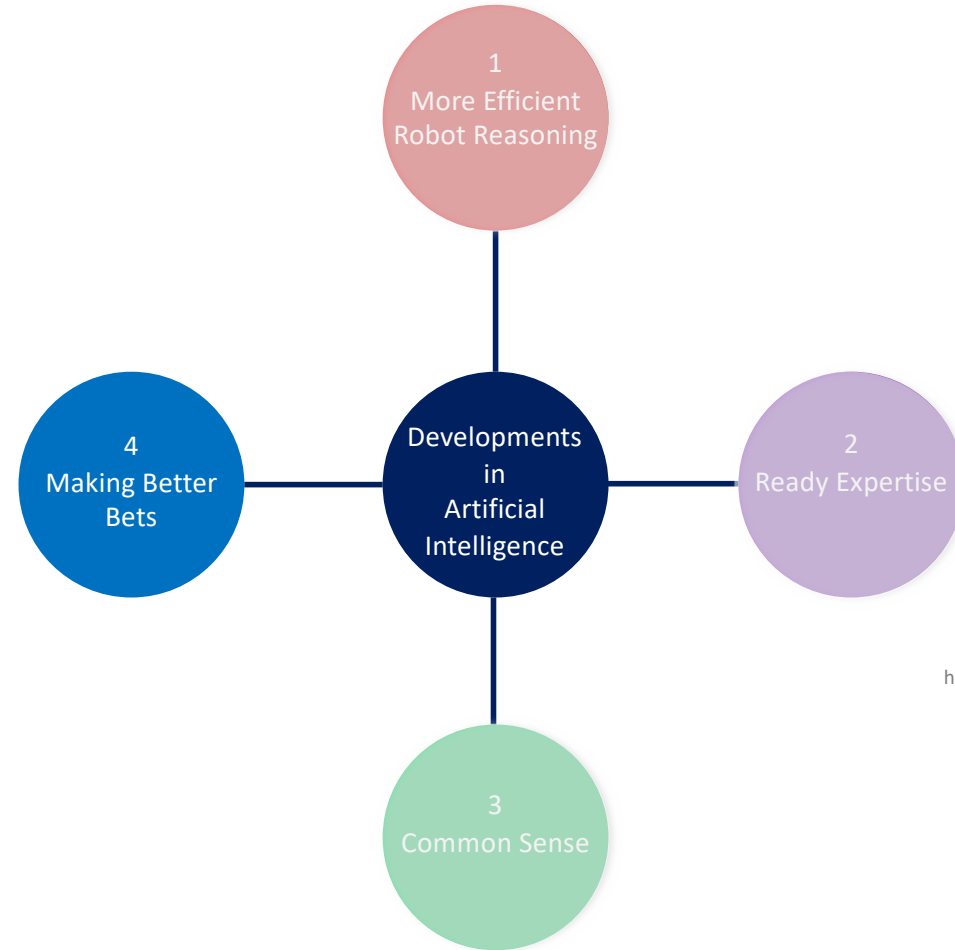 1
More Efficient
Robot Reasoning
4
Making Better
Bets
Developments
in
Artificial
Intelligence
2
Ready Expertise
h
3
Common Sense